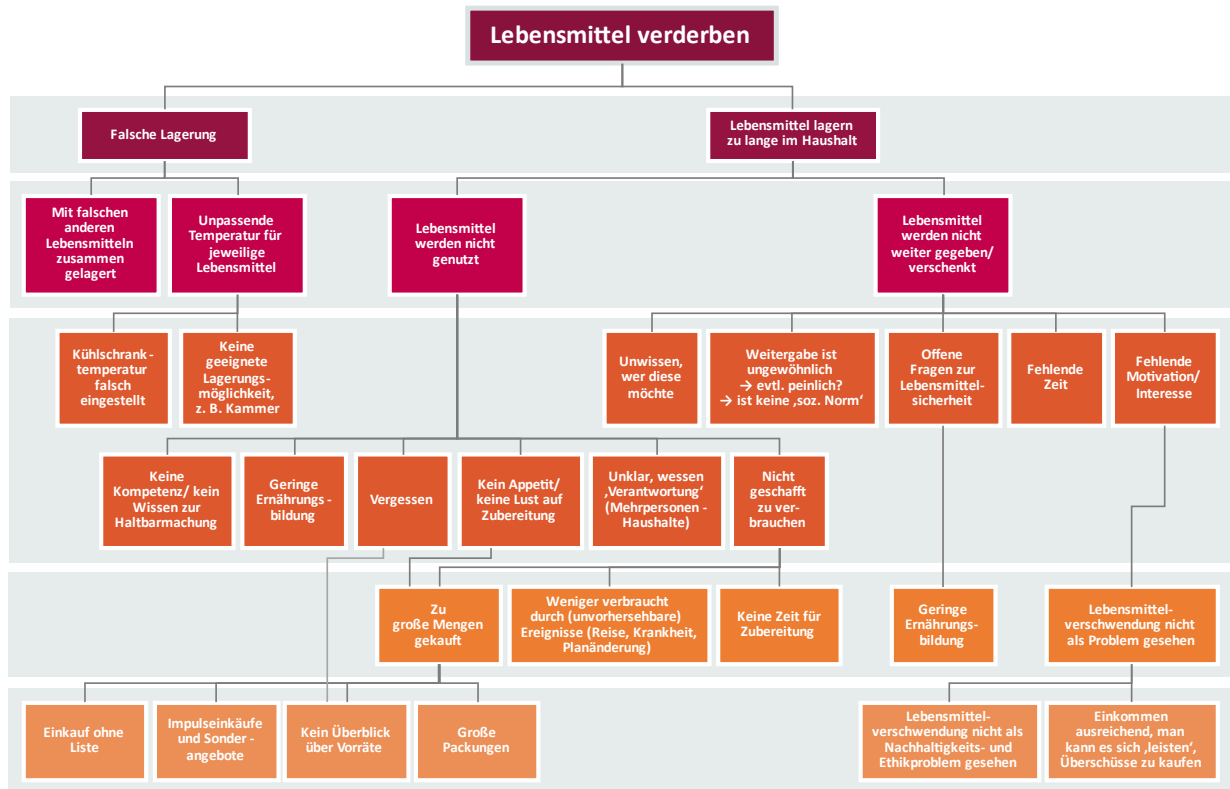 Lebensmittel verderben
Falsche Lagerung
Lebensmittel lagern
zu lange im Haushalt
Mit falschen
anderen
Lebensmitteln
zusammen
gelagert
Unpassende
Temperatur für
jeweilige
Lebensmittel
Lebensmittel
werden nicht
genutzt
Lebensmittel
werden nicht
weiter gegeben/
verschenkt
Kühlschrank-
temperatur
falsch
eingestellt
Keine
geeignete
Lagerungs-
möglichkeit,
z. B. Kammer
Unwissen,
wer diese
möchte
Weitergabe ist
ungewöhnlich
→ evtl. peinlich?
→ ist keine ‚soz. Norm‘
Offene
Fragen zur
Lebensmittel-
sicherheit
Fehlende
Zeit
Fehlende
Motivation/
Interesse
Keine
Kompetenz/ kein
Wissen zur
Haltbarmachung
Geringe
Ernährungs -
bildung
Vergessen
Kein Appetit/
keine Lust auf
Zubereitung
Unklar, wessen
‚Verantwortung‘
(Mehrpersonen -
Haushalte)
Nicht
geschafft
zu ver-
brauchen
Zu
große Mengen
gekauft
Weniger verbraucht
durch (unvorhersehbare)
Ereignisse (Reise, Krankheit,
Planänderung)
Keine Zeit für
Zubereitung
Geringe
Ernährungs-
bildung
Lebensmittel-
verschwendung nicht
als Problem gesehen
Einkauf ohne
Liste
Impulseinkäufe
und Sonder -
angebote
Kein Überblick
über Vorräte
Große
Packungen
Lebensmittel-
verschwendung nicht als
Nachhaltigkeits- und
Ethikproblem gesehen
Einkommen
ausreichend, man
kann es sich ‚leisten‘,
Überschüsse zu kaufen